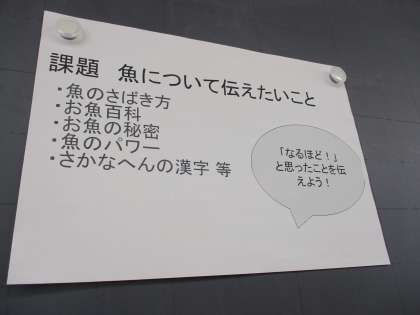 課題　魚について伝えたいこと
・魚のさばき方
・お魚百科
・お魚の秘密
・魚のパワー
・さかなへんの漢字 等
「なるほど！」
と思ったことを伝
えよう！